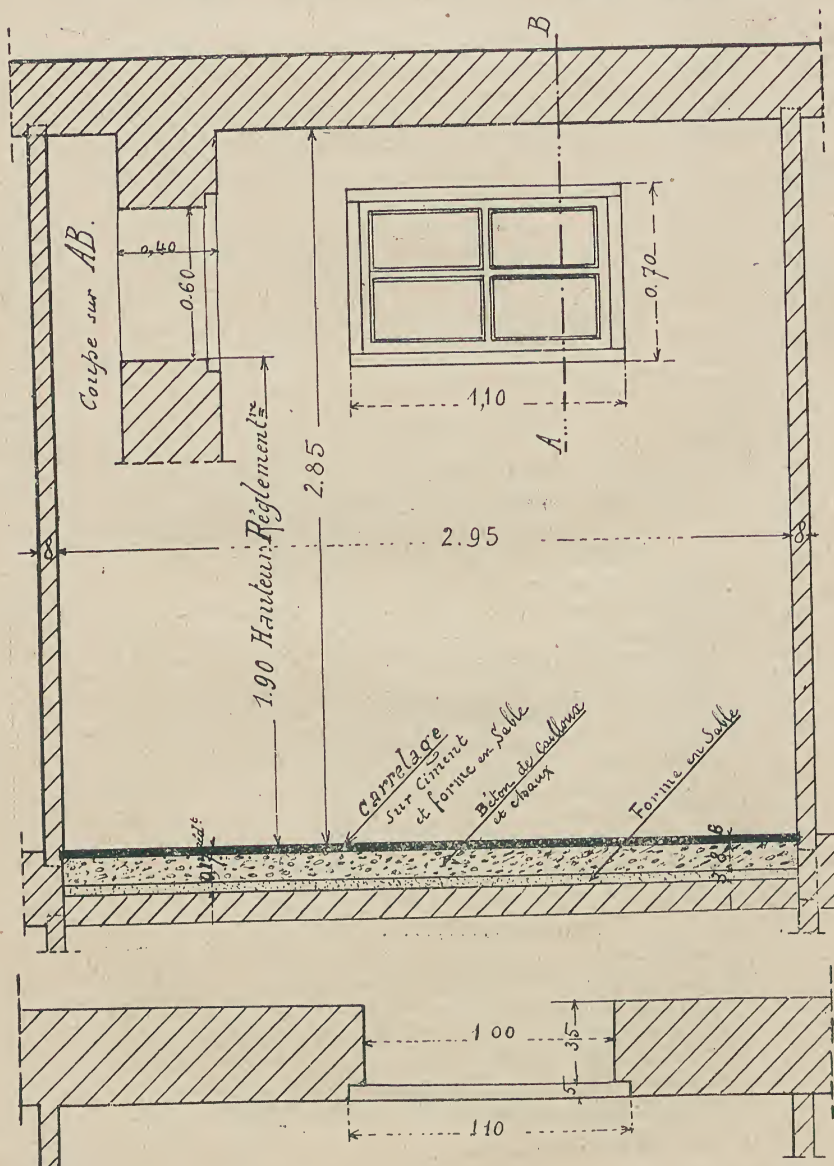 B
Coupe sur AB.
0,40
0.60
0.70
1,10
A
1.90 Hauteur Réglementre
2.85
8
2.95
8
Carrelage
sur Ciment
et forme en Sable
Béton de Cailloux
et chaux
Forme en Sable
1 00
35
5
110